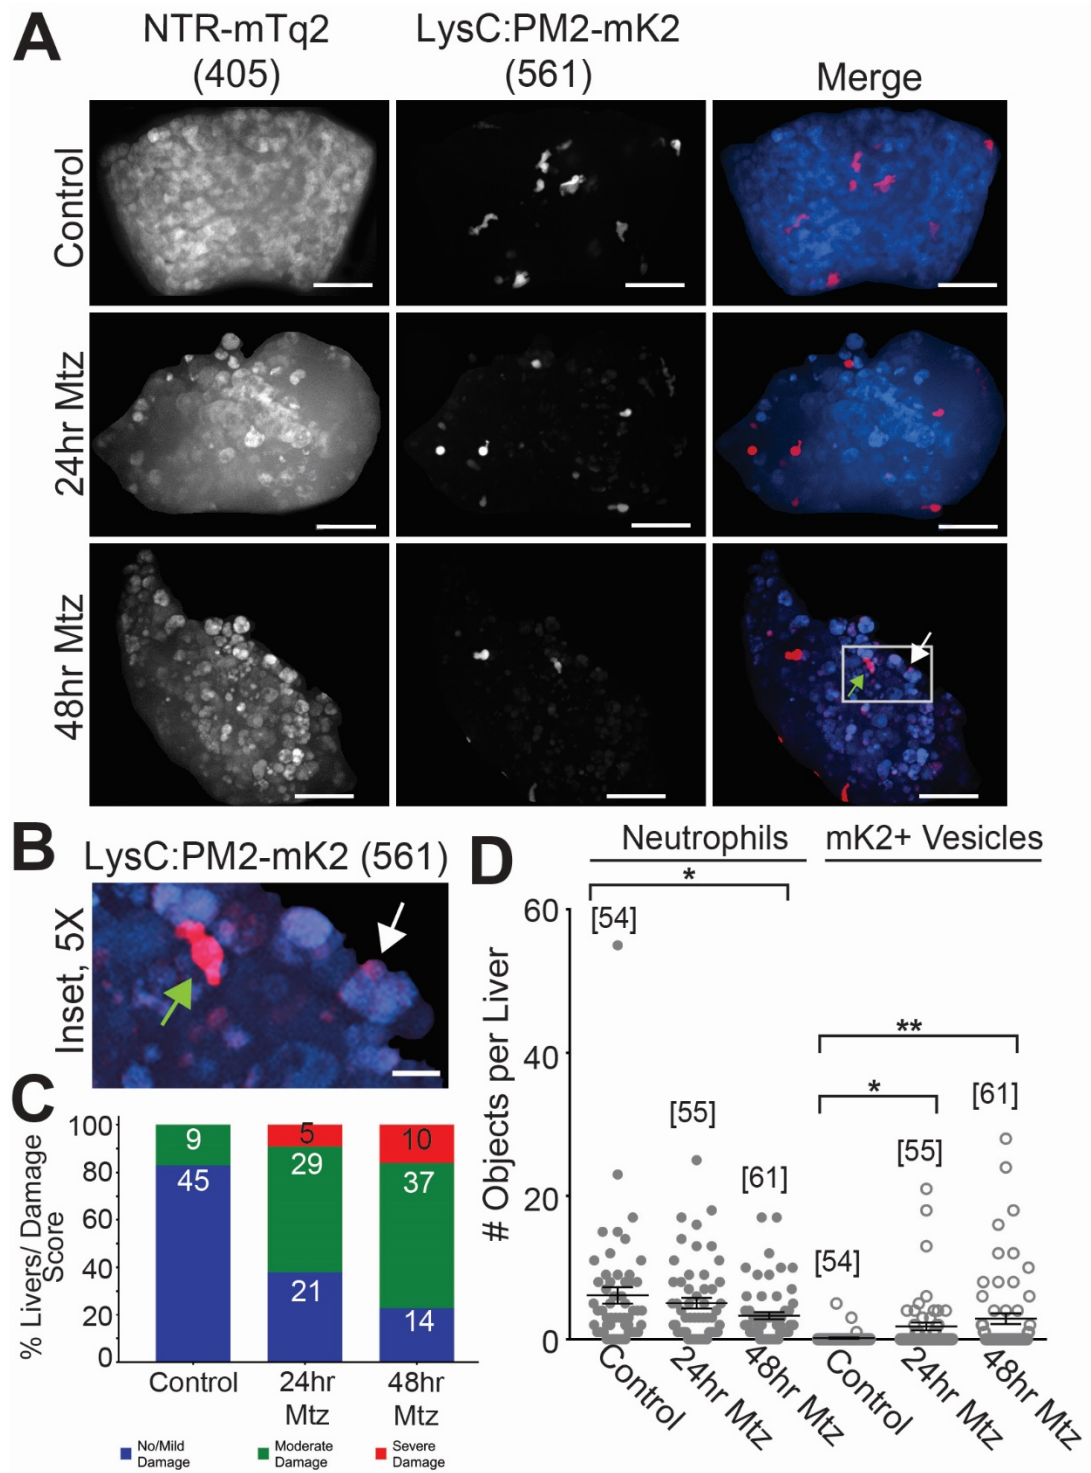 A
NTR-mTq2
(405)
LysC:PM2-mK2
(561)
Merge
Control
24hr Mtz
48hr Mtz
B
LysC:PM2-mK2 (561)
Inset, 5X
C
% Livers/ Damage
Score
100
80
60
40
20
0
9
45
5
29
21
10
37
14
Control
24hr
Mtz
48hr
Mtz
No/Mild
Damage
Moderate
Damage
Severe
Damage
D
Neutrophils
mK2+ Vesicles
*
**
*
# Objects per Liver
60
40
20
0
[54]
[55]
[61]
[54]
[55]
[61]
Control
24hr Mtz
48hr Mtz
Control
24hr Mtz
48hr Mtz